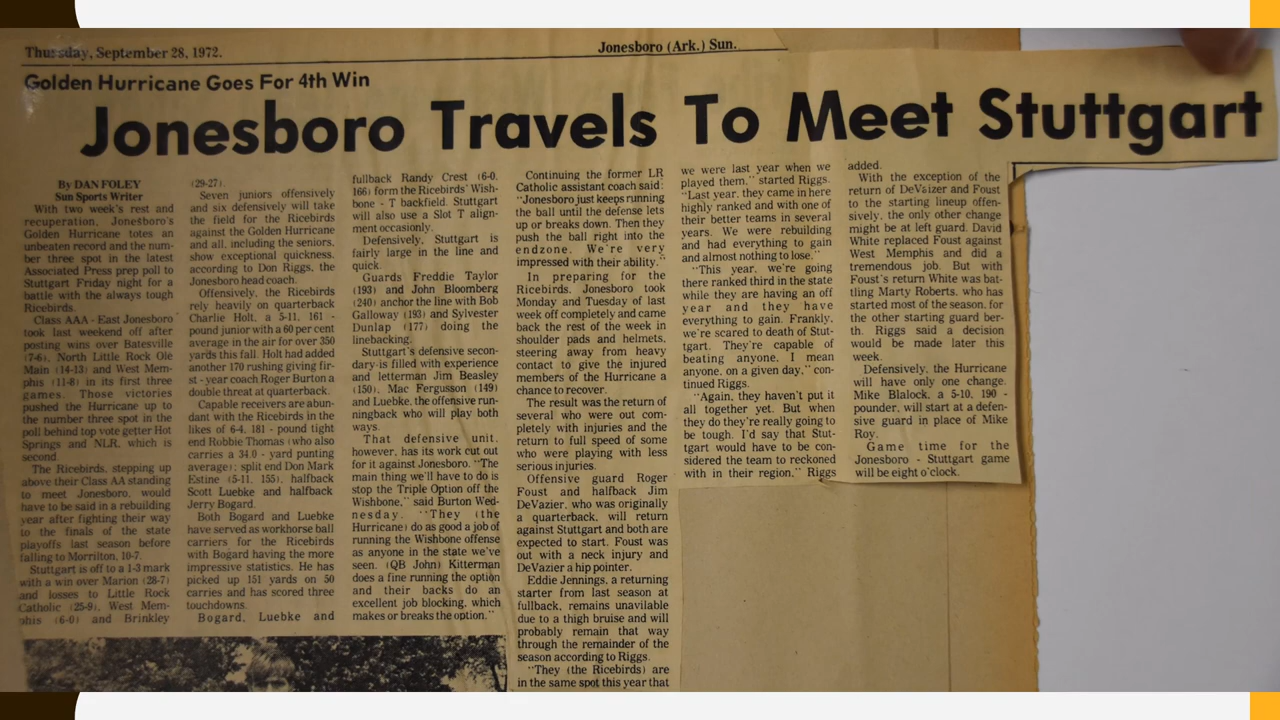 Thursday, September 28, 1972.
Jonesboro (Ark.) Sun.
Golden Hurricane Goes For 4th Win
Jonesboro Travels To Meet Stuttgart
By DAN FOLEY
Sun Sports Writer
With two week's rest and
recuperation, Jonesboro's
Golden Hurricane totes an
unbeaten record and the num-
ber three spot in the latest
Associated Press prep poll to
Stuttgart Friday night for a
battle with the always tough
Ricebirds.
Class AAA - East Jonesboro
took last weekend off after
posting wins over Batesville
(7-6), North Little Rock Ole
Main (14-13) and West Mem-
phis (11-8) in its first three
games. Those victories
pushed the Hurricane up to
the number three spot in the
poll behind top vote getter Hot
Springs and NLR, which is
second.
The Ricebirds, stepping up
above their Class AA standing
to meet Jonesboro, would
have to be said in a rebuilding
year after fighting their way
to the finals of the state
playoffs last season before
falling to Morrilton, 10-7.
Stuttgart is off to a 1-3 mark
with a win over Marion (28-7)
and losses to Little Rock
Catholic (25-9), West Mem-
phis (6-0) and Brinkley
(29-27).
Seven juniors offensively
and six defensively will take
the field for the Ricebirds
against the Golden Hurricane
and all, including the seniors,
show exceptional quickness,
according to Don Riggs, the
Jonesboro head coach.
Offensively, the Ricebirds
rely heavily on quarterback
Charlie Holt, a 5-11, 161 -
pound junior with a 60 per cent
average in the air for over 350
yards this fall. Holt had added
another 170 rushing giving fir-
st - year coach Roger Burton a
double threat at quarterback.
Capable receivers are abun-
dant with the Ricebirds in the
likes of 6-4, 181 - pound tight
end Robbie Thomas (who also
carries a 34.0 - yard punting
average); split end Don Mark
Estine (5-11, 155), halfback
Scott Luebke and halfback
Jerry Bogard.
Both Bogard and Luebke
have served as workhorse ball
carriers for the Ricebirds
with Bogard having the more
impressive statistics. He has
picked up 151 yards on 50
carries and has scored three
touchdowns.
Bogard, Luebke and
fullback Randy Crest (6-0,
166) form the Ricebirds' Wish-
bone - T backfield. Stuttgart
will also use a Slot T align-
ment occasionly.
Defensively, Stuttgart is
fairly large in the line and
quick.
Guards Freddie Taylor
(193) and John Bloomberg
(240) anchor the line with Bob
Galloway (193) and Sylvester
Dunlap (177) doing the
linebacking.
Stuttgart's defensive secon-
dary is filled with experience
and letterman Jim Beasley
(150), Mac Fergusson (149)
and Luebke, the offensive run-
ningback who will play both
ways.
That defensive unit,
however, has its work cut out
for it against Jonesboro. "The
main thing we'll have to do is
stop the Triple Option off the
Wishbone," said Burton Wed-
nesday. "They (the
Hurricane) do as good a job of
running the Wishbone offense
as anyone in the state we've
seen. (QB John) Kitterman
does a fine running the option
and their backs do an
excellent job blocking, which
makes or breaks the option."
Continuing the former LR
Catholic assistant coach said:
"Jonesboro just keeps running
the ball until the defense lets
up or breaks down. Then they
push the ball right into the
endzone. We're very
impressed with their ability."
In preparing for the
Ricebirds, Jonesboro took
Monday and Tuesday of last
week off completely and came
back the rest of the week in
shoulder pads and helmets,
steering away from heavy
contact to give the injured
members of the Hurricane a
chance to recover.
The result was the return of
several who were out com-
pletely with injuries and the
return to full speed of some
who were playing with less
serious injuries.
Offensive guard Roger
Foust and halfback Jim
DeVazier, who was originally
a quarterback, will return
against Stuttgart and both are
expected to start. Foust was
out with a neck injury and
DeVazier a hip pointer.
Eddie Jennings, a returning
starter from last season at
fullback, remains unavilable
due to a thigh bruise and will
probably remain that way
through the remainder of the
season according to Riggs.
"They (the Ricebirds) are
in the same spot this year that
we were last year when we
played them," started Riggs.
"Last year, they came in here
highly ranked and with one of
their better teams in several
years. We were rebuilding
and had everything to gain
and almost nothing to lose."
"This year, we're going
there ranked third in the state
while they are having an off
year and they have
everything to gain. Frankly,
we're scared to death of Stut-
tgart. They're capable of
beating anyone, I mean
anyone, on a given day," con-
tinued Riggs.
"Again, they haven't put it
all together yet. But when
they do they're really going to
be tough. I'd say that Stut-
tgart would have to be con-
sidered the team to reckoned
with in their region," Riggs
added.
With the exception of the
return of DeVaizer and Foust
to the starting lineup offen-
sively, the only other change
might be at left guard. David
White replaced Foust against
West Memphis and did a
tremendous job. But with
Foust's return White was bat-
tling Marty Roberts, who has
started most of the season, for
the other starting guard ber-
th. Riggs said a decision
would be made later this
week.
Defensively, the Hurricane
will have only one change.
Mike Blalock, a 5-10, 190 -
pounder, will start at a defen-
sive guard in place of Mike
Roy.
Game time for the
Jonesboro - Stuttgart game
will be eight o'clock.